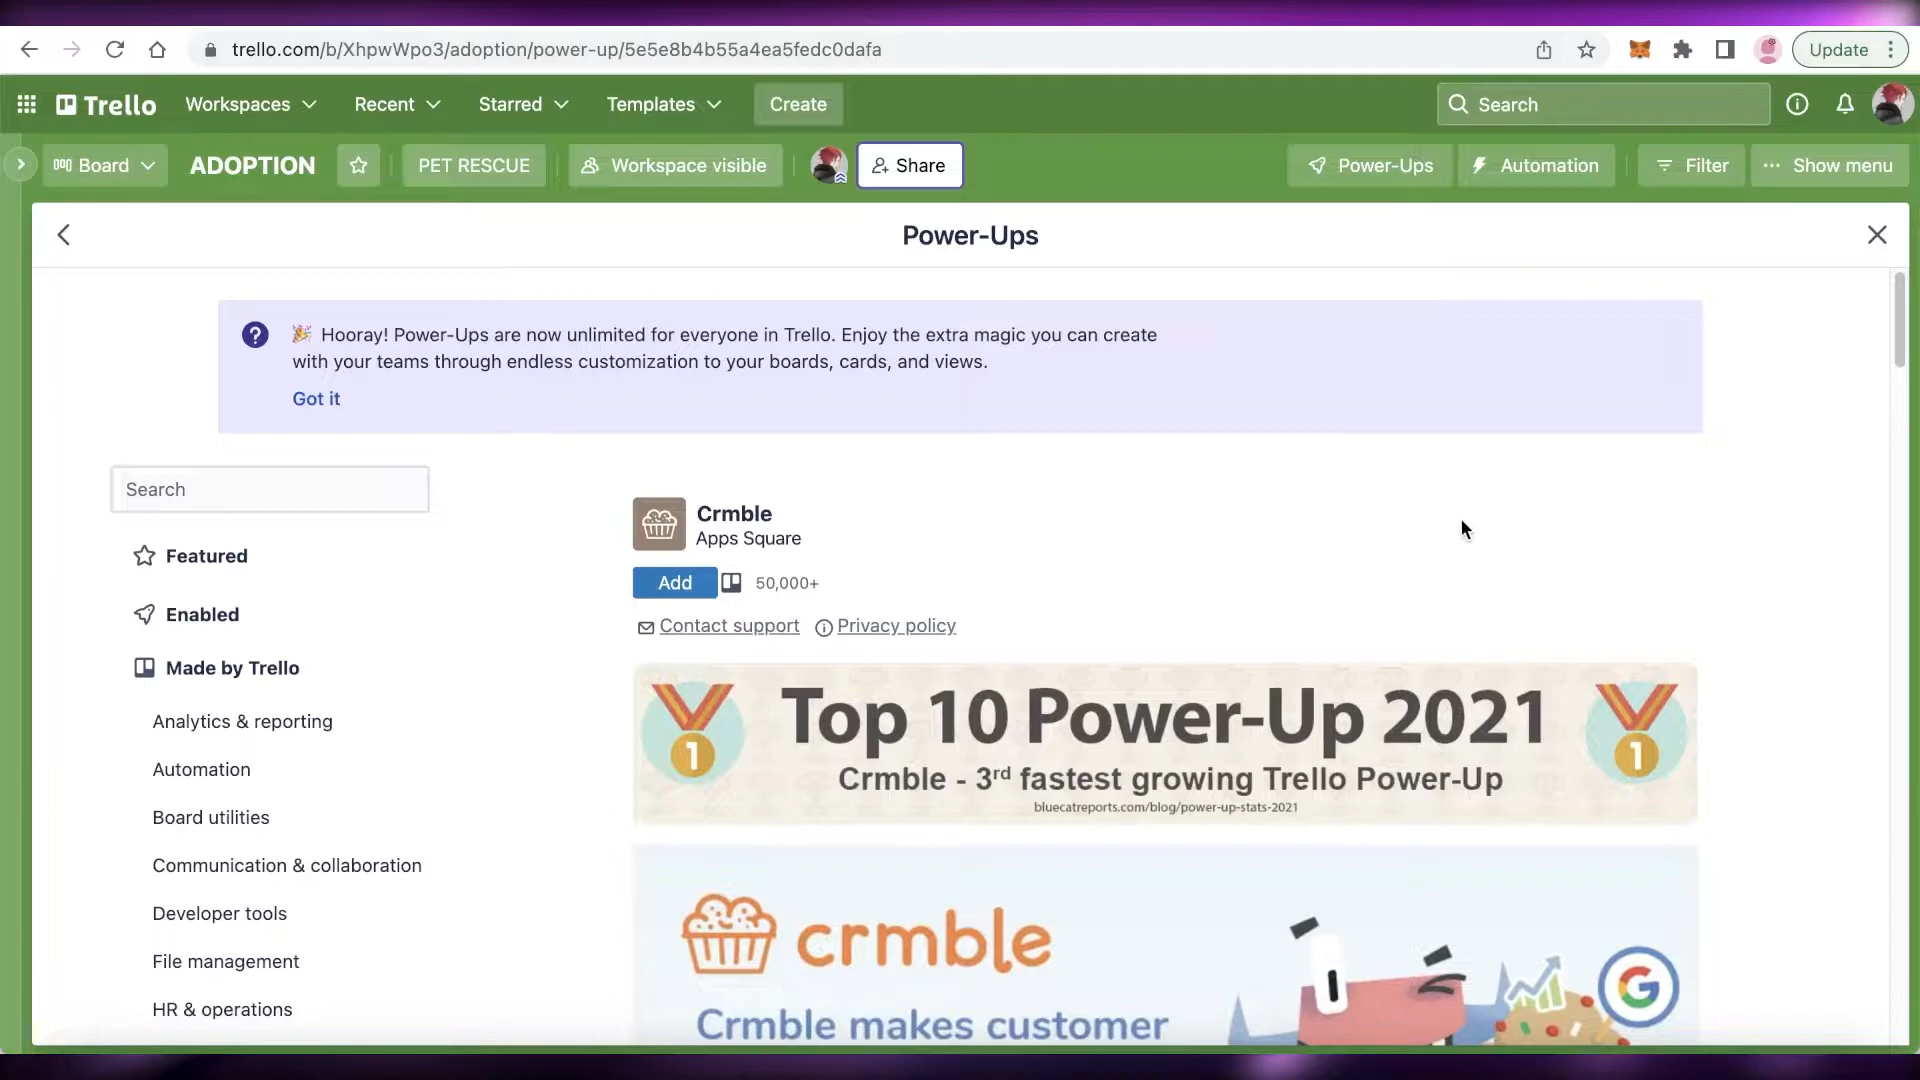 trello.com/b/XhpwWpo3/adoption/power-up/5e5e8b4b55a4ea5fedc0dafa
Update
Trello
Workspaces
Recent
Starred
Templates
Create
Search
Board
ADOPTION
PET RESCUE
Workspace visible
Share
Power-Ups
Automation
Filter
Show menu
Power-Ups
🎉 Hooray! Power-Ups are now unlimited for everyone in Trello. Enjoy the extra magic you can create
with your teams through endless customization to your boards, cards, and views.
Got it
Search
Featured
Enabled
Made by Trello
Analytics & reporting
Automation
Board utilities
Communication & collaboration
Developer tools
File management
HR & operations
Crmble
Apps Square
Add
50,000+
Contact support
Privacy policy
1
Top 10 Power-Up 2021
Crmble - 3rd fastest growing Trello Power-Up
bluecatreports.com/blog/power-up-stats-2021
1
crmble
Crmble makes customer
G